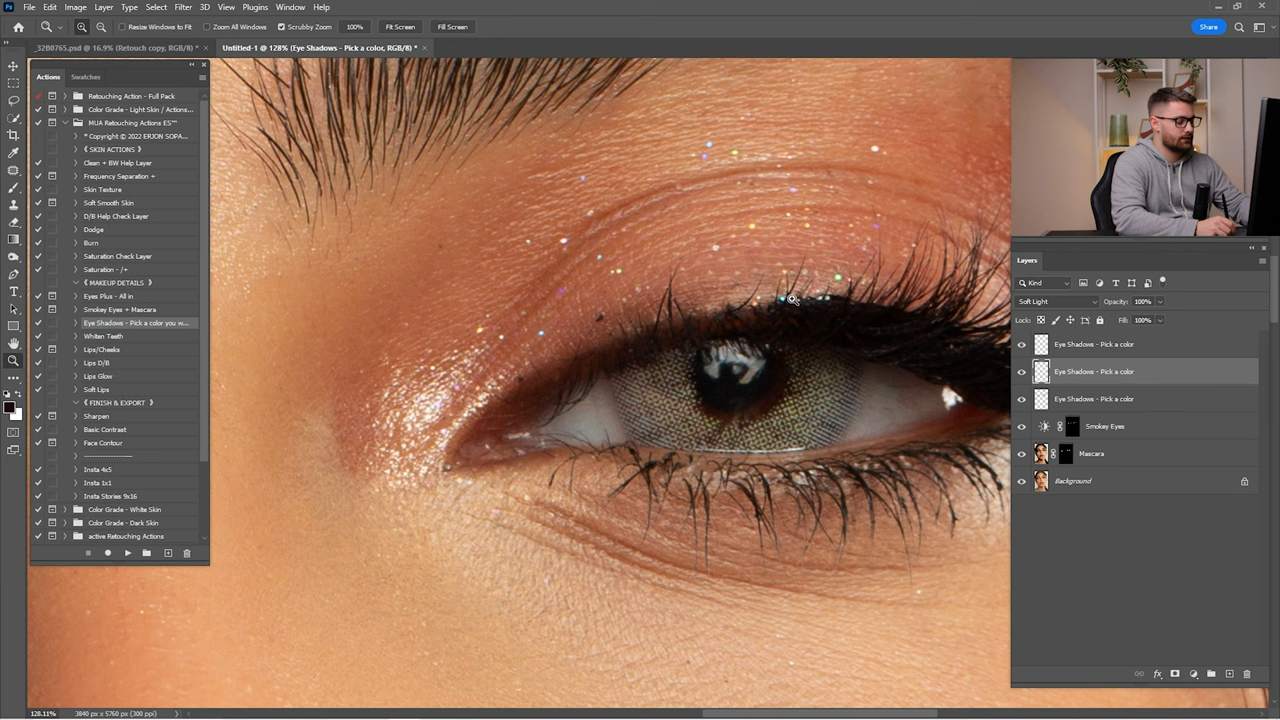 Ps File Edit Image Layer Type Select Filter 3D View Plugins Window Help
Resize Windows to Fit Zoom All Windows Scrubby Zoom 100% Fit Screen Fill Screen Share
_32B0765.psd @ 16.9% (Retouch copy, RGB/8) * × Untitled-1 @ 128% (Eye Shadows - Pick a color, RGB/8) * ×
Actions Swatches
Retouching Action - Full Pack
Color Grade - Light Skin / Actions...
MUA Retouching Actions ES™
* Copyright © 2022 ERJON SOPA...
《 SKIN ACTIONS 》
Clean + BW Help Layer
Frequency Separation +
Skin Texture
Soft Smooth Skin
D/B Help Check Layer
Dodge
Burn
Saturation Check Layer
Saturation - /+
《 MAKEUP DETAILS 》
Eyes Plus - All in
Smokey Eyes + Mascara
Eye Shadows - Pick a color you w...
Whiten Teeth
Lips/Cheeks
Lips D/B
Lips Glow
Soft Lips
《 FINISH & EXPORT 》
Sharpen
Basic Contrast
Face Contour
-------------------
Insta 4x5
Insta 1x1
Insta Stories 9x16
Color Grade - White Skin
Color Grade - Dark Skin
active Retouching Actions
Layers
Kind
Soft Light Opacity: 100%
Lock: Fill: 100%
Eye Shadows - Pick a color
Eye Shadows - Pick a color
Eye Shadows - Pick a color
Smokey Eyes
Mascara
Background
128.11% 3840 px x 5760 px (300 ppi)